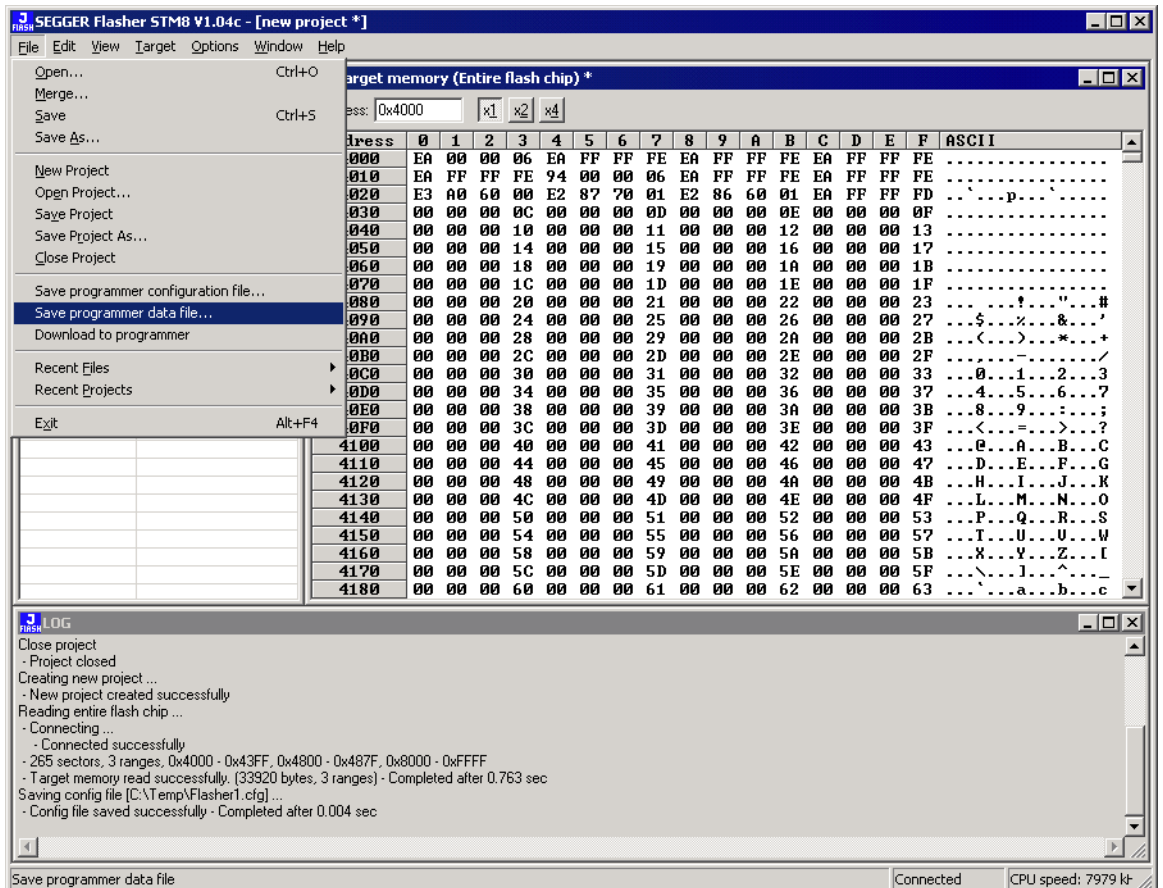 SEGGER Flasher STM8 V1.04c - [new project *]
File Edit View Target Options Window Help
Open... Ctrl+O
Merge...
Save Ctrl+S
Save As...
New Project
Open Project...
Save Project
Save Project As...
Close Project
Save programmer configuration file...
Save programmer data file...
Download to programmer
Recent Files
Recent Projects
Exit Alt+F4
arget memory (Entire flash chip) *
ess: 0x4000 x1 x2 x4
dress 0 1 2 3 4 5 6 7 8 9 A B C D E F ASCII
000 EA 00 00 06 EA FF FF FE EA FF FF FE EA FF FF FE ................
010 EA FF FF FE 94 00 00 06 EA FF FF FE EA FF FF FE ................
020 E3 A0 60 00 E2 87 70 01 E2 86 60 01 EA FF FF FD ..`...p...`.....
030 00 00 00 0C 00 00 00 0D 00 00 00 0E 00 00 00 0F ................
040 00 00 00 10 00 00 00 11 00 00 00 12 00 00 00 13 ................
050 00 00 00 14 00 00 00 15 00 00 00 16 00 00 00 17 ................
060 00 00 00 18 00 00 00 19 00 00 00 1A 00 00 00 1B ................
070 00 00 00 1C 00 00 00 1D 00 00 00 1E 00 00 00 1F ................
080 00 00 00 20 00 00 00 21 00 00 00 22 00 00 00 23 ... ...!..."...#
090 00 00 00 24 00 00 00 25 00 00 00 26 00 00 00 27 ...$...%...&...'
0A0 00 00 00 28 00 00 00 29 00 00 00 2A 00 00 00 2B ...(...)...*...+
0B0 00 00 00 2C 00 00 00 2D 00 00 00 2E 00 00 00 2F ...,...-......./
0C0 00 00 00 30 00 00 00 31 00 00 00 32 00 00 00 33 ...0...1...2...3
0D0 00 00 00 34 00 00 00 35 00 00 00 36 00 00 00 37 ...4...5...6...7
0E0 00 00 00 38 00 00 00 39 00 00 00 3A 00 00 00 3B ...8...9...:...;
0F0 00 00 00 3C 00 00 00 3D 00 00 00 3E 00 00 00 3F ...<...=...>...?
4100 00 00 00 40 00 00 00 41 00 00 00 42 00 00 00 43 ...@...A...B...C
4110 00 00 00 44 00 00 00 45 00 00 00 46 00 00 00 47 ...D...E...F...G
4120 00 00 00 48 00 00 00 49 00 00 00 4A 00 00 00 4B ...H...I...J...K
4130 00 00 00 4C 00 00 00 4D 00 00 00 4E 00 00 00 4F ...L...M...N...O
4140 00 00 00 50 00 00 00 51 00 00 00 52 00 00 00 53 ...P...Q...R...S
4150 00 00 00 54 00 00 00 55 00 00 00 56 00 00 00 57 ...T...U...V...W
4160 00 00 00 58 00 00 00 59 00 00 00 5A 00 00 00 5B ...X...Y...Z...[
4170 00 00 00 5C 00 00 00 5D 00 00 00 5E 00 00 00 5F ...\...]...^..._
4180 00 00 00 60 00 00 00 61 00 00 00 62 00 00 00 63 ...`...a...b...c
LOG
Close project
- Project closed
Creating new project ...
- New project created successfully
Reading entire flash chip ...
- Connecting ...
- Connected successfully
- 265 sectors, 3 ranges, 0x4000 - 0x43FF, 0x4800 - 0x487F, 0x8000 - 0xFFFF
- Target memory read successfully. (33920 bytes, 3 ranges) - Completed after 0.763 sec
Saving config file [C:\Temp\Flasher1.cfg] ...
- Config file saved successfully - Completed after 0.004 sec
Save programmer data file Connected CPU speed: 7979 kH